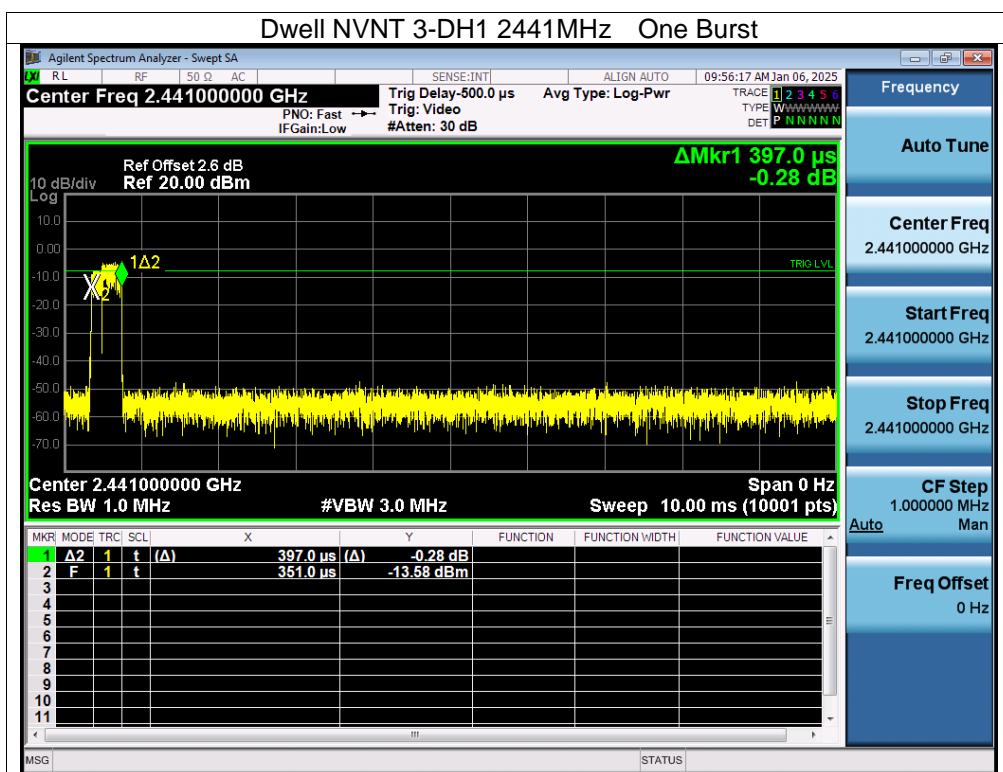 Dwell NVNT 3-DH1 2441MHz One Burst
Agilent Spectrum Analyzer - Swept SA
LXI RL RF 50 Ω AC SENSE:INT ALIGN AUTO 09:56:17 AM Jan 06, 2025
Center Freq 2.441000000 GHz
PNO: Fast
IFGain:Low
Trig Delay-500.0 µs
Trig: Video
#Atten: 30 dB
Avg Type: Log-Pwr
TRACE 1 2 3 4 5 6
TYPE WWWWWW
DET P N N N N N
ΔMkr1 397.0 µs
-0.28 dB
Ref Offset 2.6 dB
10 dB/div Ref 20.00 dBm
Log
10.0
0.00
-10.0
-20.0
-30.0
-40.0
-50.0
-60.0
-70.0
1Δ2
TRIG LVL
X2
Center 2.441000000 GHz Span 0 Hz
Res BW 1.0 MHz #VBW 3.0 MHz Sweep 10.00 ms (10001 pts)
MKR MODE TRC SCL X Y FUNCTION FUNCTION WIDTH FUNCTION VALUE
1 Δ2 1 t (Δ) 397.0 µs (Δ) -0.28 dB
2 F 1 t 351.0 µs -13.58 dBm
3
4
5
6
7
8
9
10
11
MSG STATUS
Frequency
Auto Tune
Center Freq
2.441000000 GHz
Start Freq
2.441000000 GHz
Stop Freq
2.441000000 GHz
CF Step
1.000000 MHz
Auto Man
Freq Offset
0 Hz